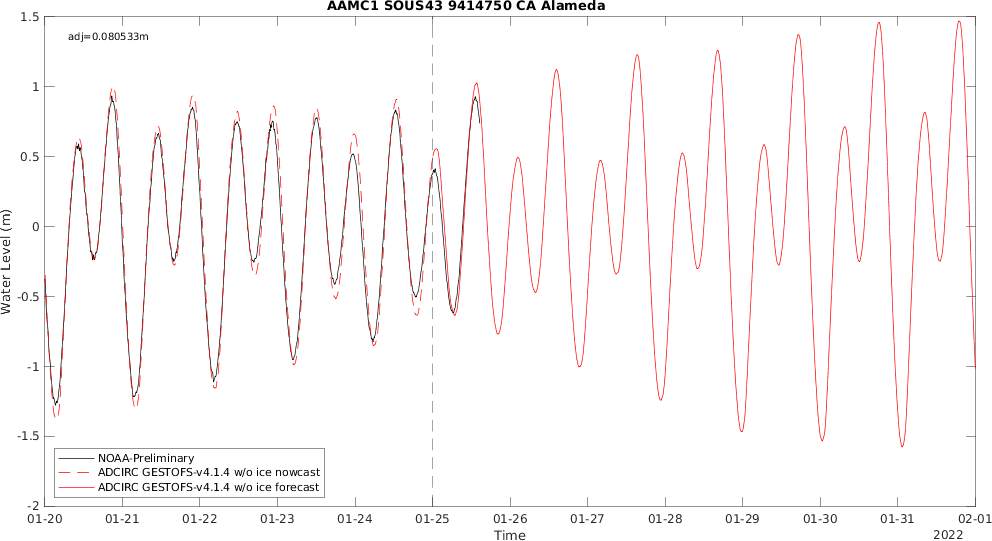 AAMC1 SOUS43 9414750 CA Alameda
adj=0.080533m
1.5
1
0.5
0
-0.5
-1
-1.5
-2
Water Level (m)
NOAA-Preliminary
ADCIRC GESTOFS-v4.1.4 w/o ice nowcast
ADCIRC GESTOFS-v4.1.4 w/o ice forecast
01-20 01-21 01-22 01-23 01-24 01-25 01-26 01-27 01-28 01-29 01-30 01-31 02-01
Time
2022